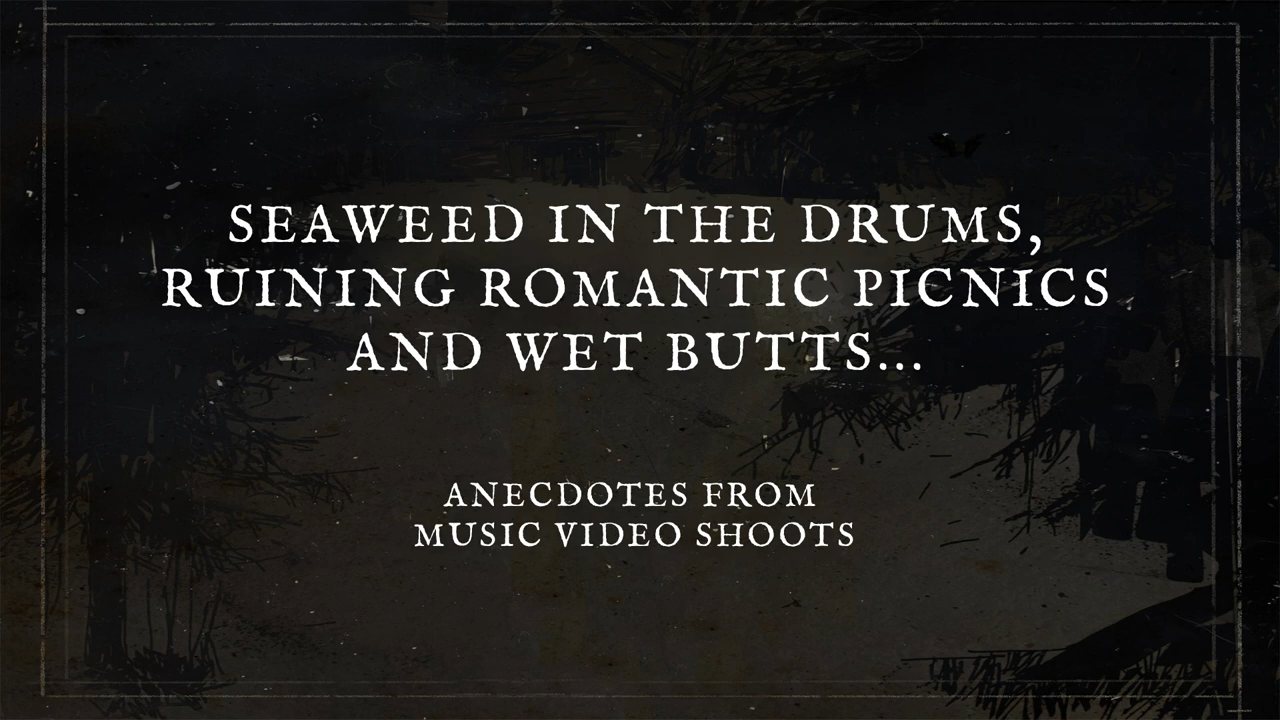 SEAWEED IN THE DRUMS,
RUINING ROMANTIC PICNICS
AND WET BUTTS...
ANECDOTES FROM
MUSIC VIDEO SHOOTS